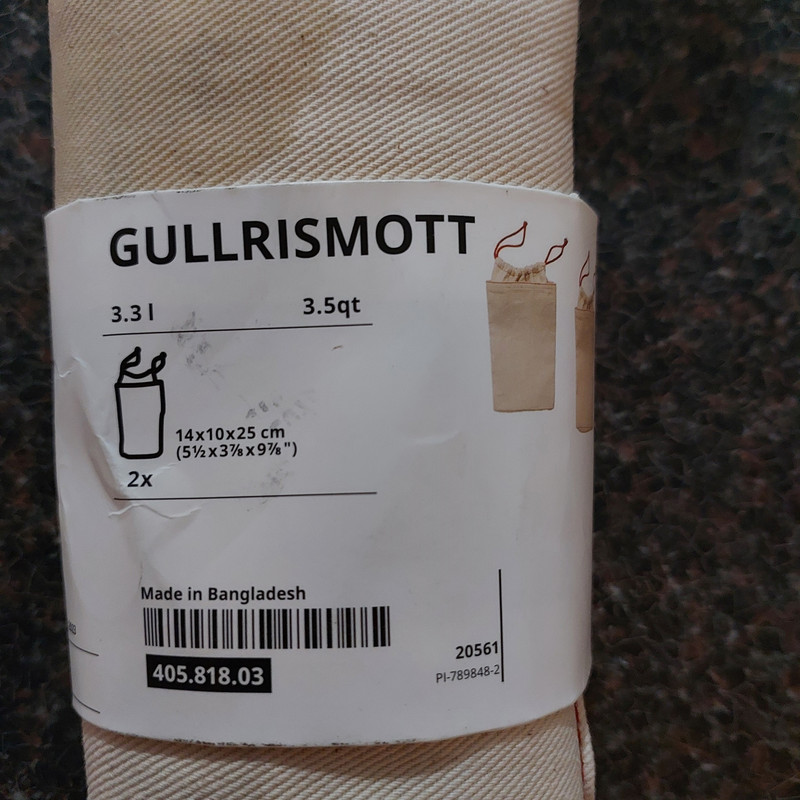 GULLRISMOTT
3.3 l 3.5qt
14x10x25 cm
(5½x3⅞x9⅞")
2x
Made in Bangladesh
405.818.03
20561
PI-789848-2